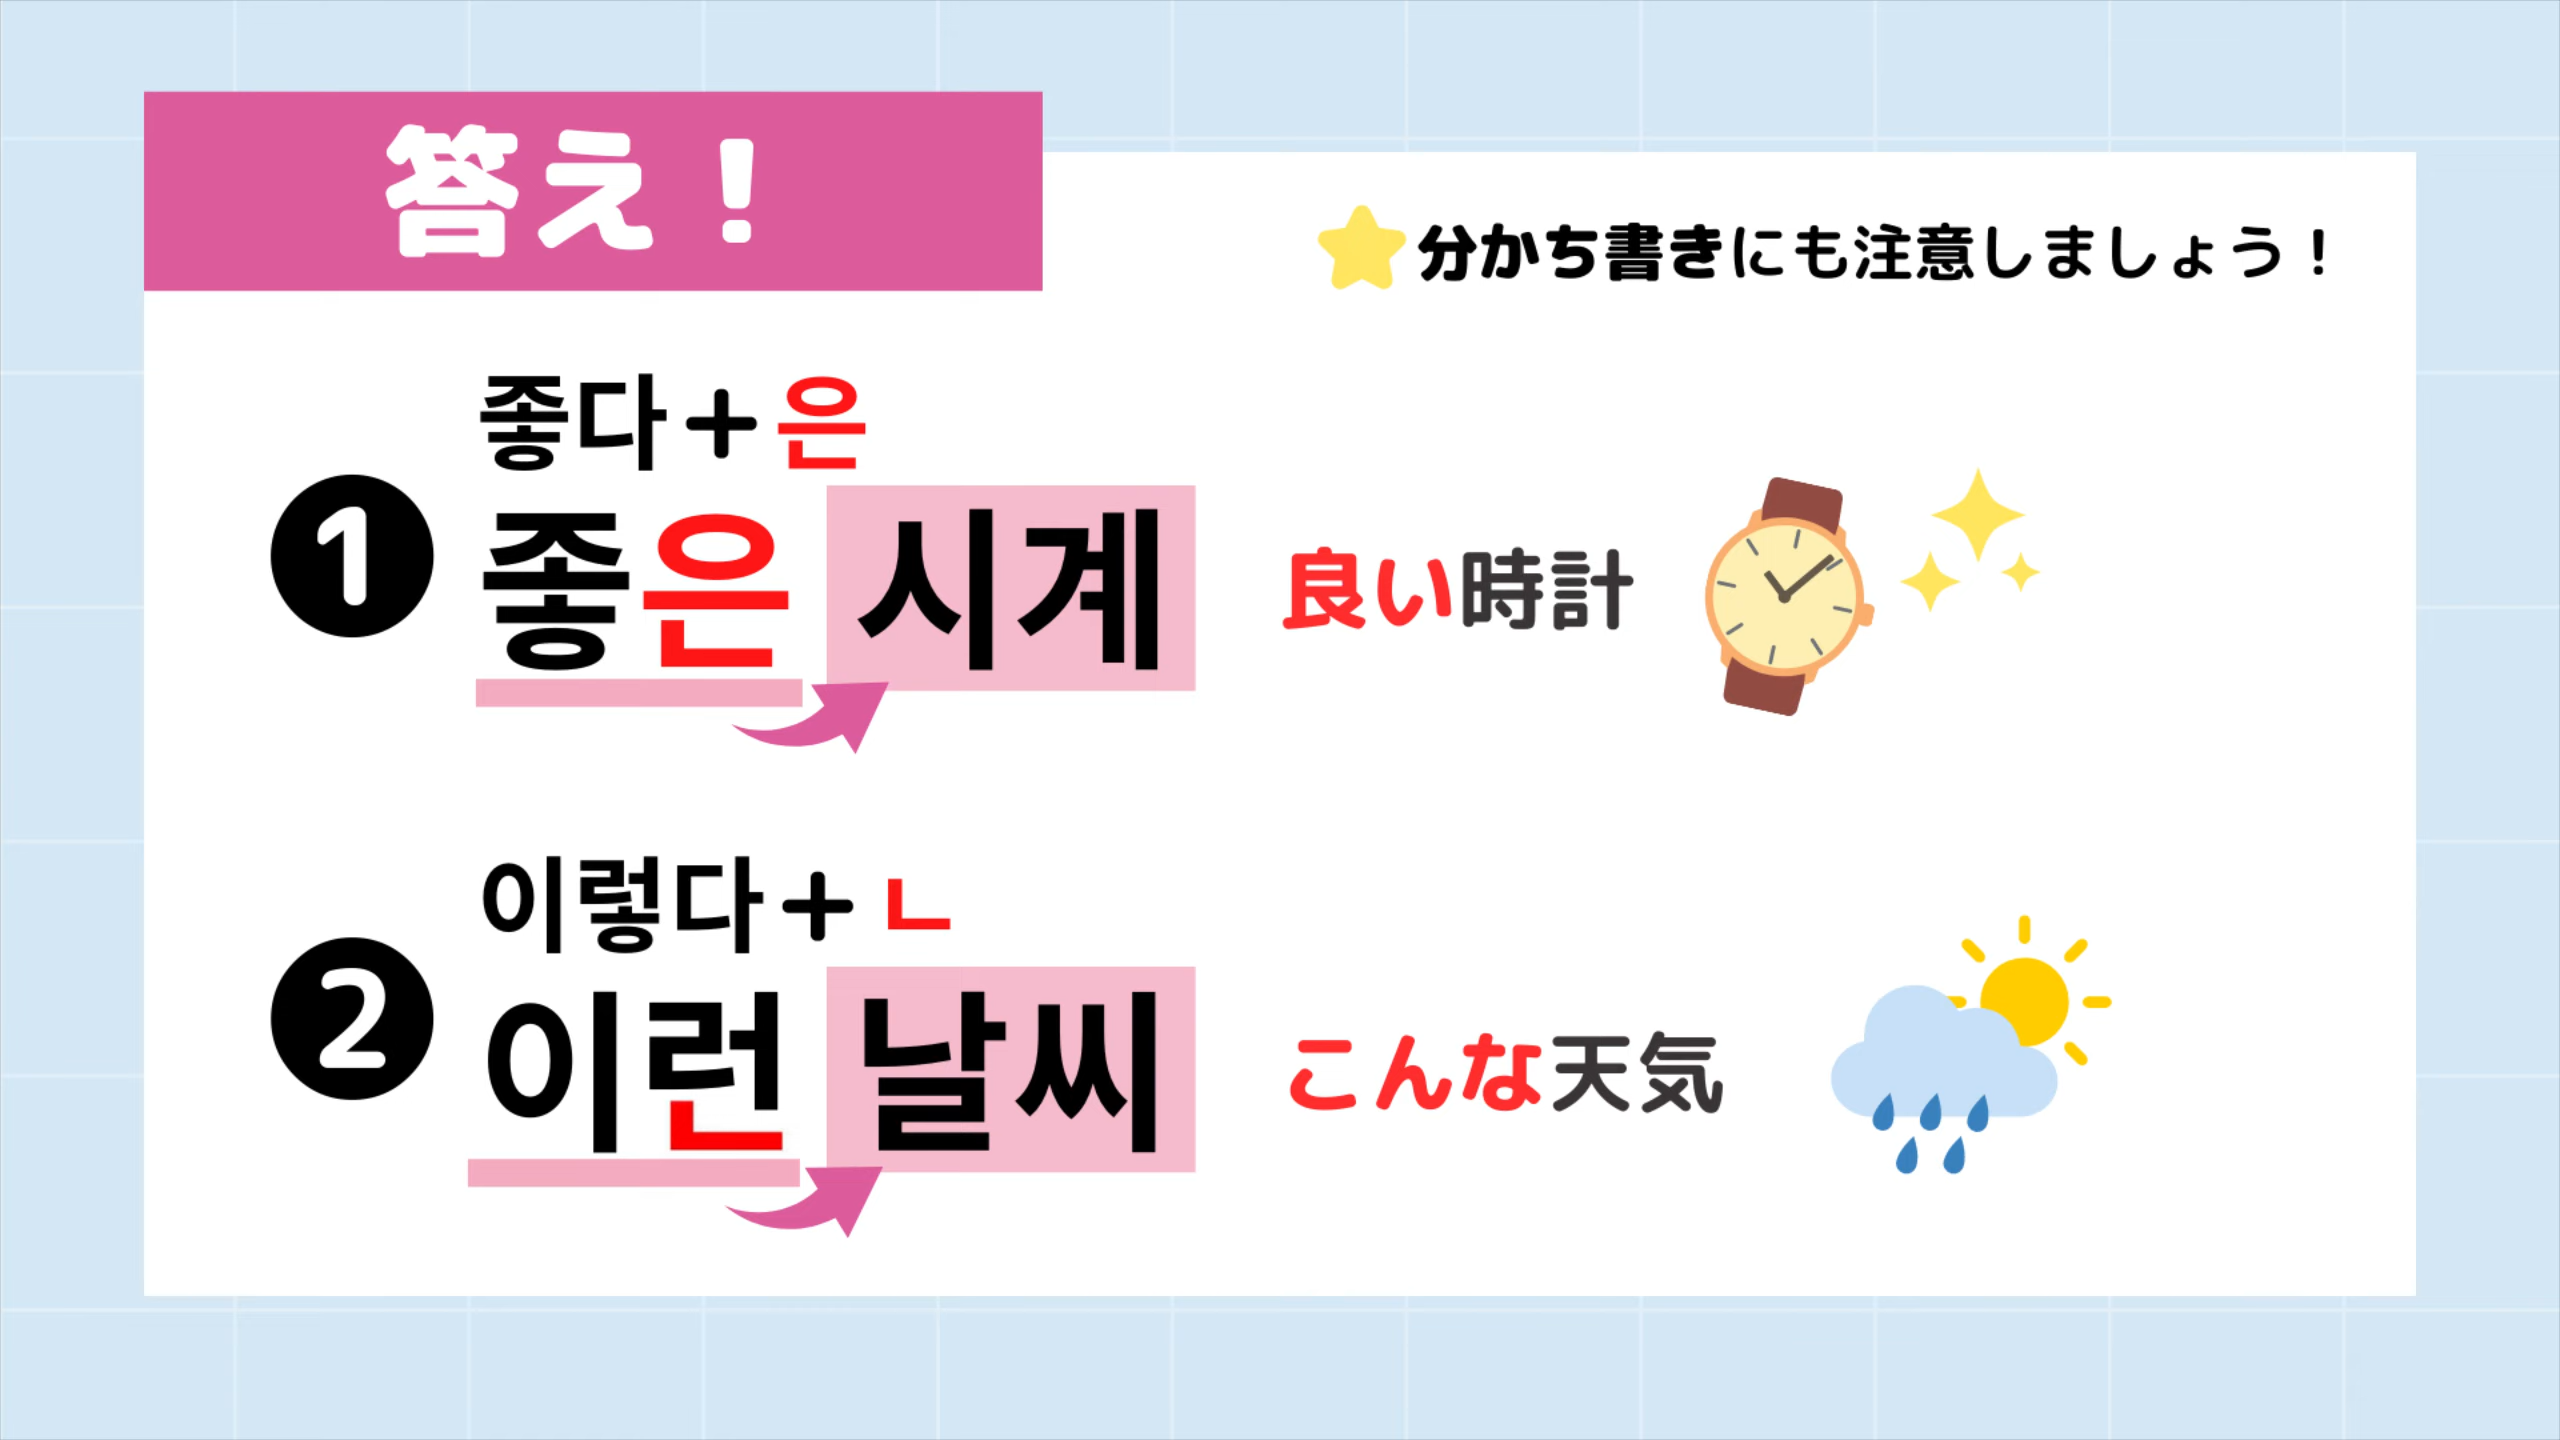 答え！
分かち書きにも注意しましょう！
좋다+은
1 좋은 시계 良い時計
이렇다+ㄴ
2 이런 날씨 こんな天気